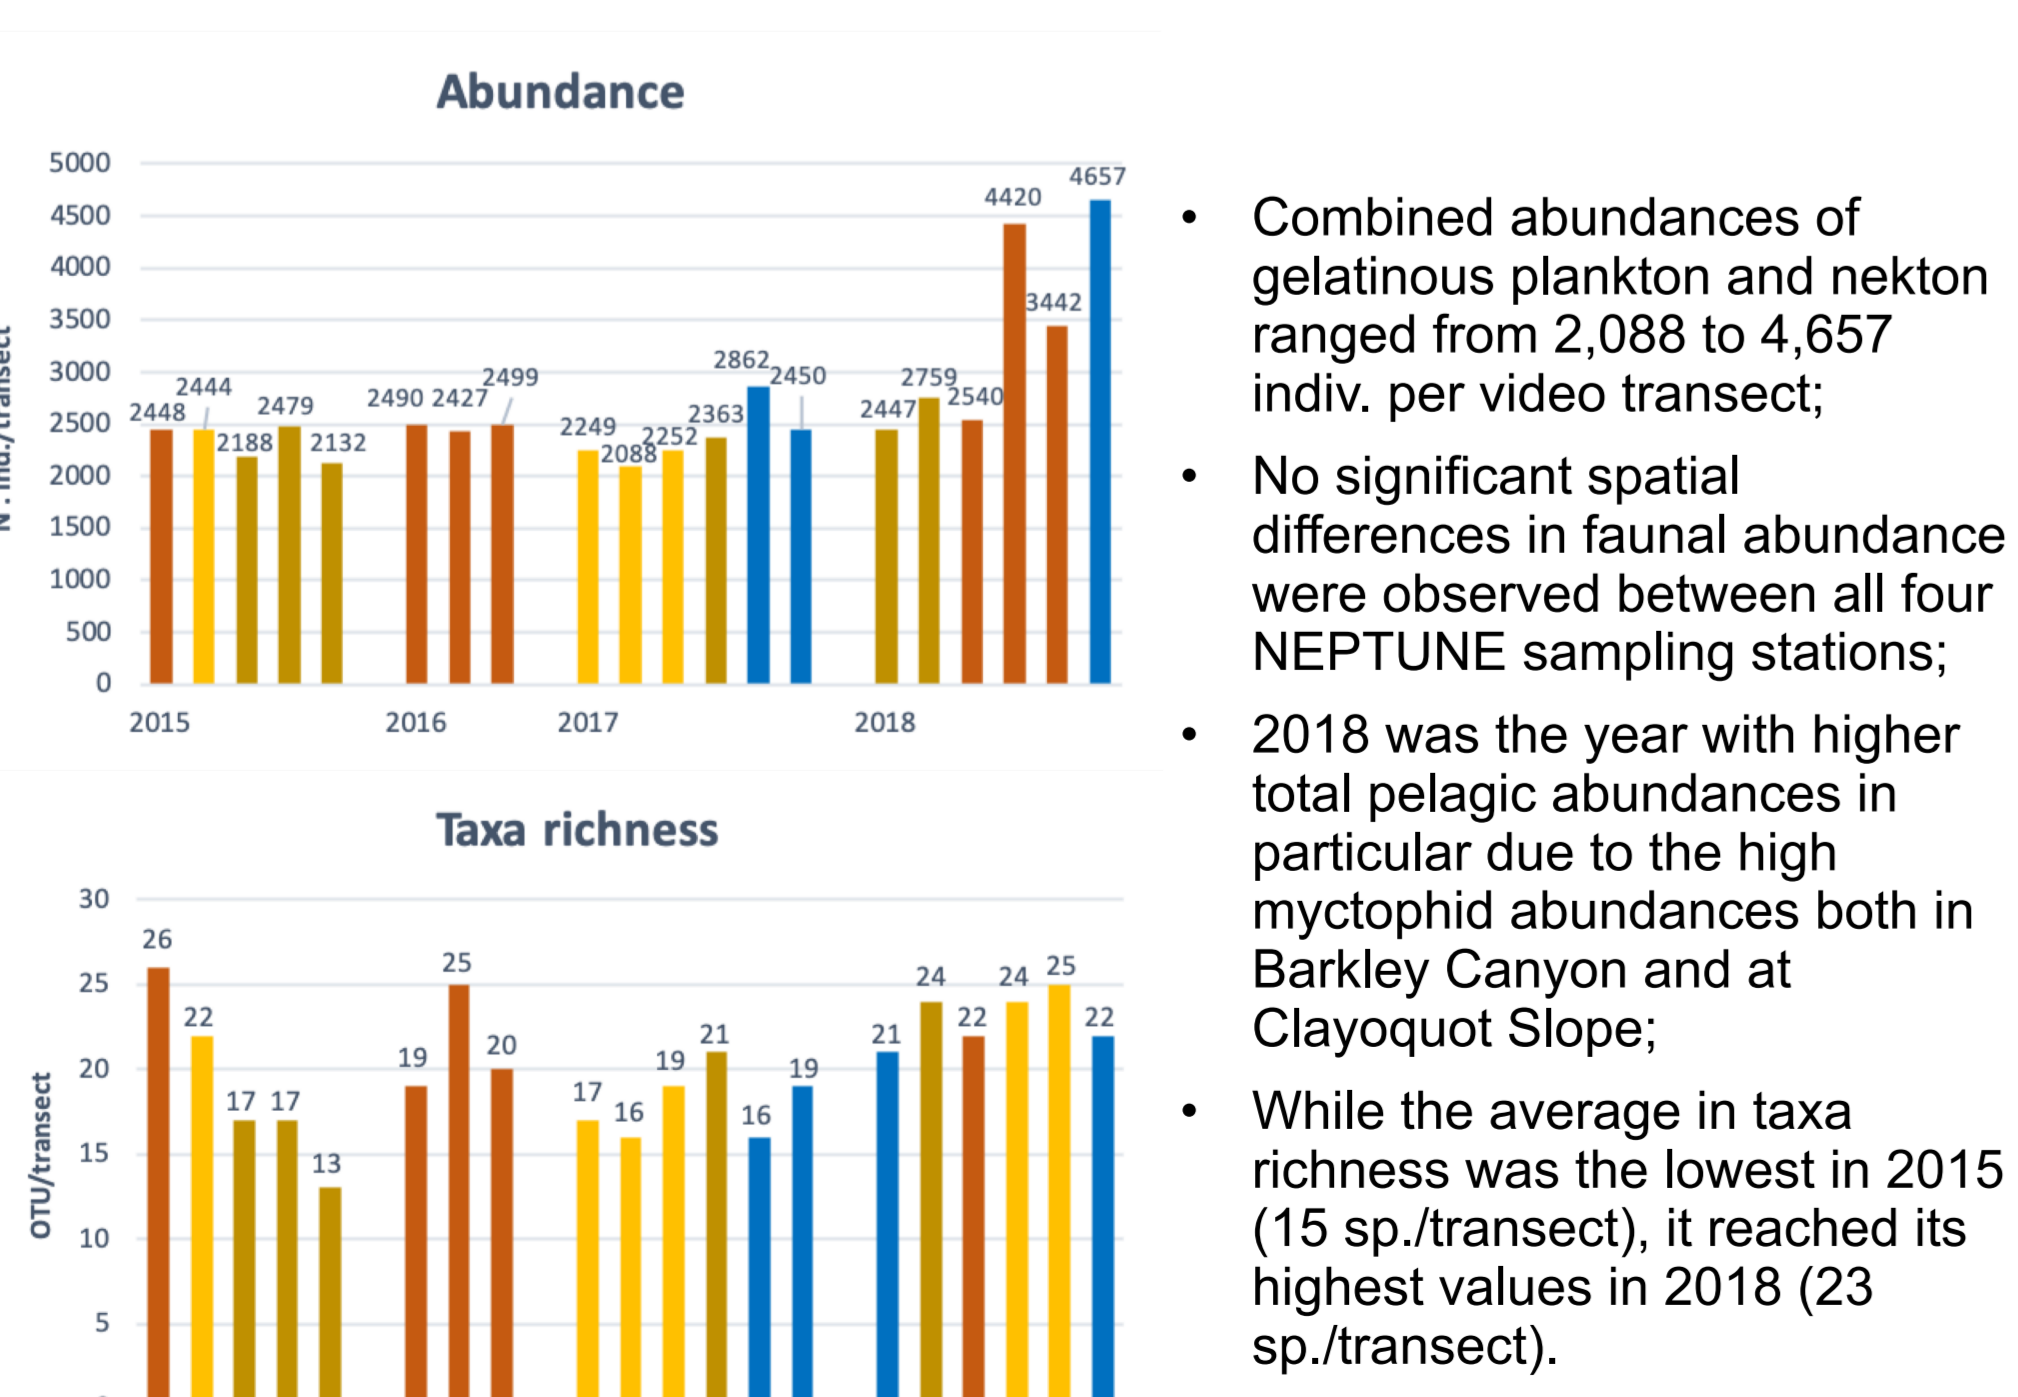 Abundance
5000
4500
4000
3500
3000
2500
2000
1500
1000
500
0
2448
2444
2188
2479
2132
2490
2427
2499
2249
2088
2252
2363
2862
2450
2447
2759
2540
4420
3442
4657
2015
2016
2017
2018
Taxa richness
OTU/transect
30
25
20
15
10
5
26
22
17
17
13
19
25
20
17
16
19
21
16
19
21
24
22
24
25
22
• Combined abundances of
gelatinous plankton and nekton
ranged from 2,088 to 4,657
indiv. per video transect;
• No significant spatial
differences in faunal abundance
were observed between all four
NEPTUNE sampling stations;
• 2018 was the year with higher
total pelagic abundances in
particular due to the high
myctophid abundances both in
Barkley Canyon and at
Clayoquot Slope;
• While the average in taxa
richness was the lowest in 2015
(15 sp./transect), it reached its
highest values in 2018 (23
sp./transect).